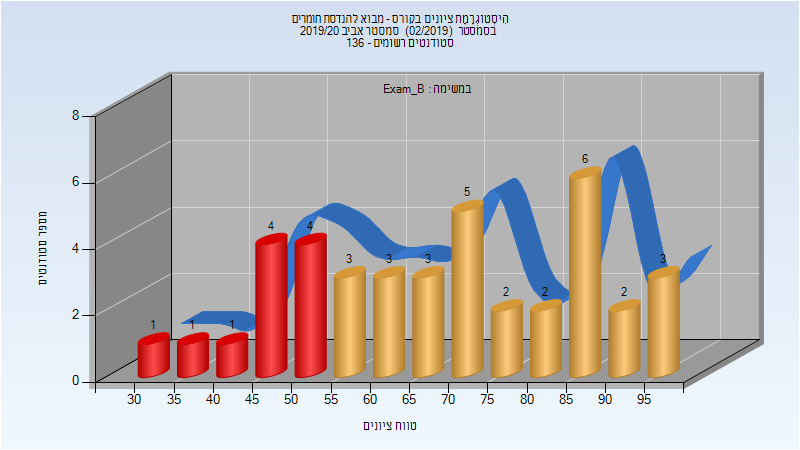 היסטוגרמת ציונים בקורס - מבוא להנדסת חומרים
בסמסטר (02/2019) סמסטר אביב 2019/20
סטודנטים רשומים - 136
במשימה : Exam_B
מספר סטודנטים
8
6
4
2
0
1 1 1 4 4 3 3 3 5 2 2 6 2 3
30 35 40 45 50 55 60 65 70 75 80 85 90 95
טווח ציונים